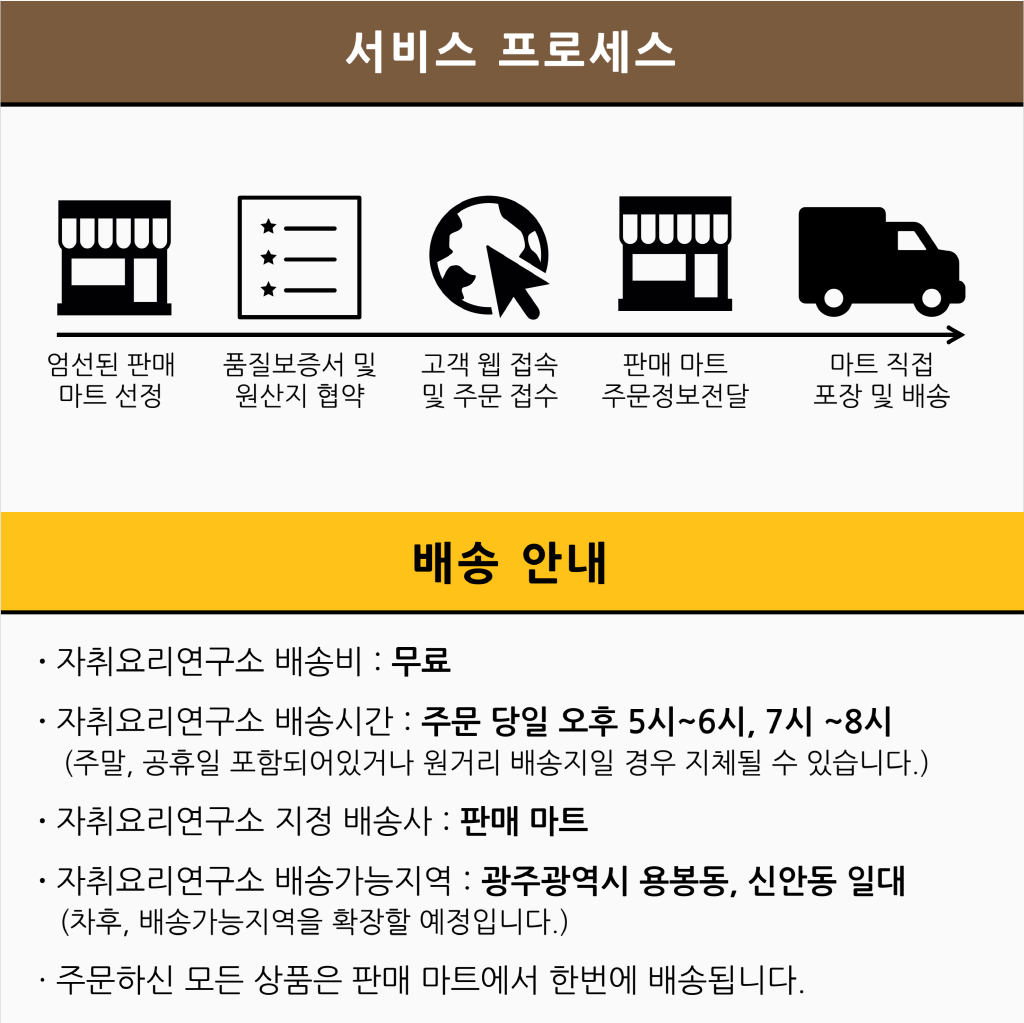 서비스 프로세스
엄선된 판매
마트 선정
품질보증서 및
원산지 협약
고객 웹 접속
및 주문 접수
판매 마트
주문정보전달
마트 직접
포장 및 배송
배송 안내
· 자취요리연구소 배송비 : 무료
· 자취요리연구소 배송시간 : 주문 당일 오후 5시~6시, 7시 ~8시
(주말, 공휴일 포함되어있거나 원거리 배송지일 경우 지체될 수 있습니다.)
· 자취요리연구소 지정 배송사 : 판매 마트
· 자취요리연구소 배송가능지역 : 광주광역시 용봉동, 신안동 일대
(차후, 배송가능지역을 확장할 예정입니다.)
· 주문하신 모든 상품은 판매 마트에서 한번에 배송됩니다.